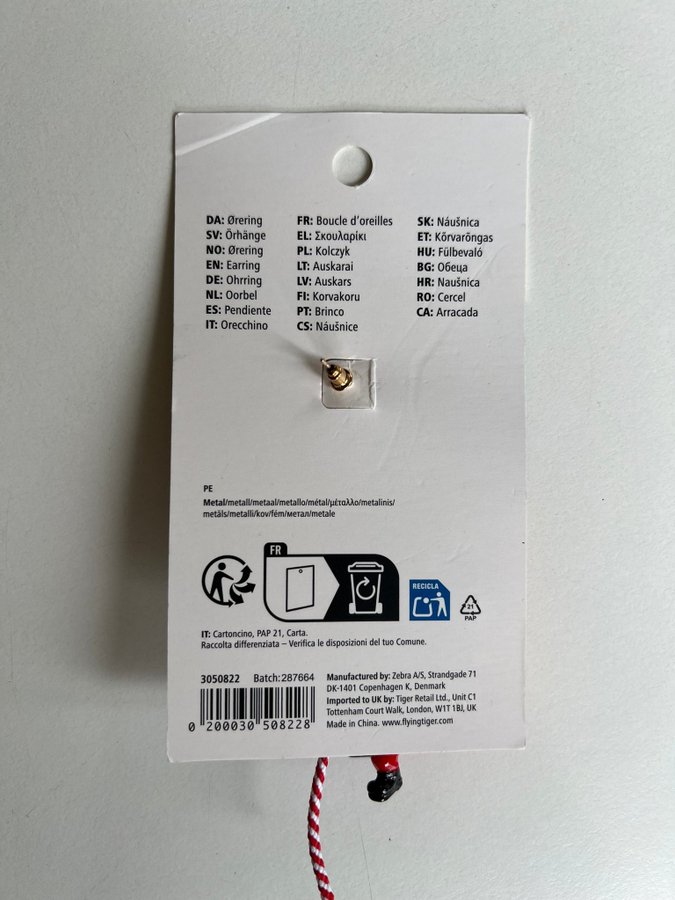 DA: Ørering
SV: Örhänge
NO: Ørering
EN: Earring
DE: Ohrring
NL: Oorbel
ES: Pendiente
IT: Orecchino
FR: Boucle d'oreilles
EL: Σκουλαρίκι
PL: Kolczyk
LT: Auskarai
LV: Auskars
FI: Korvakoru
PT: Brinco
CS: Náušnice
SK: Náušnica
ET: Kõrvarõngas
HU: Fülbevaló
BG: Обеца
HR: Naušnica
RO: Cercel
CA: Arracada
PE
Metal/metall/metaal/metallo/métal/μέταλλο/metalinis/
metāls/metalli/kov/fém/метал/metale
FR
RECICLA
21
PAP
IT: Cartoncino, PAP 21, Carta.
Raccolta differenziata – Verifica le disposizioni del tuo Comune.
3050822 Batch:287664
0 200030 508228
Manufactured by: Zebra A/S, Strandgade 71
DK-1401 Copenhagen K, Denmark
Imported to UK by: Tiger Retail Ltd., Unit C1
Tottenham Court Walk, London, W1T 1BJ, UK
Made in China. www.flyingtiger.com